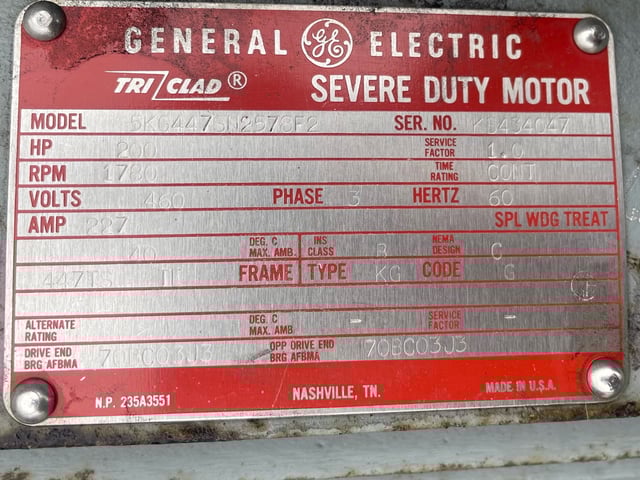 GENERAL GE ELECTRIC
TRI CLAD ® SEVERE DUTY MOTOR
MODEL 5KG447SN2578F2 SER. NO. KG434047
HP 200 SERVICE FACTOR 1.0
RPM 1780 TIME RATING CONT
VOLTS 460 PHASE 3 HERTZ 60
AMP 227 SPL WDG TREAT
40 DEG. C MAX. AMB. INS CLASS B NEMA DESIGN C
447TS FRAME TYPE KG CODE G
ALTERNATE RATING DEG. C MAX. AMB. - SERVICE FACTOR -
DRIVE END BRG AFBMA 70BC03J3 OPP DRIVE END BRG AFBMA 70BC03J3
N.P. 235A3551 NASHVILLE, TN. MADE IN U.S.A.